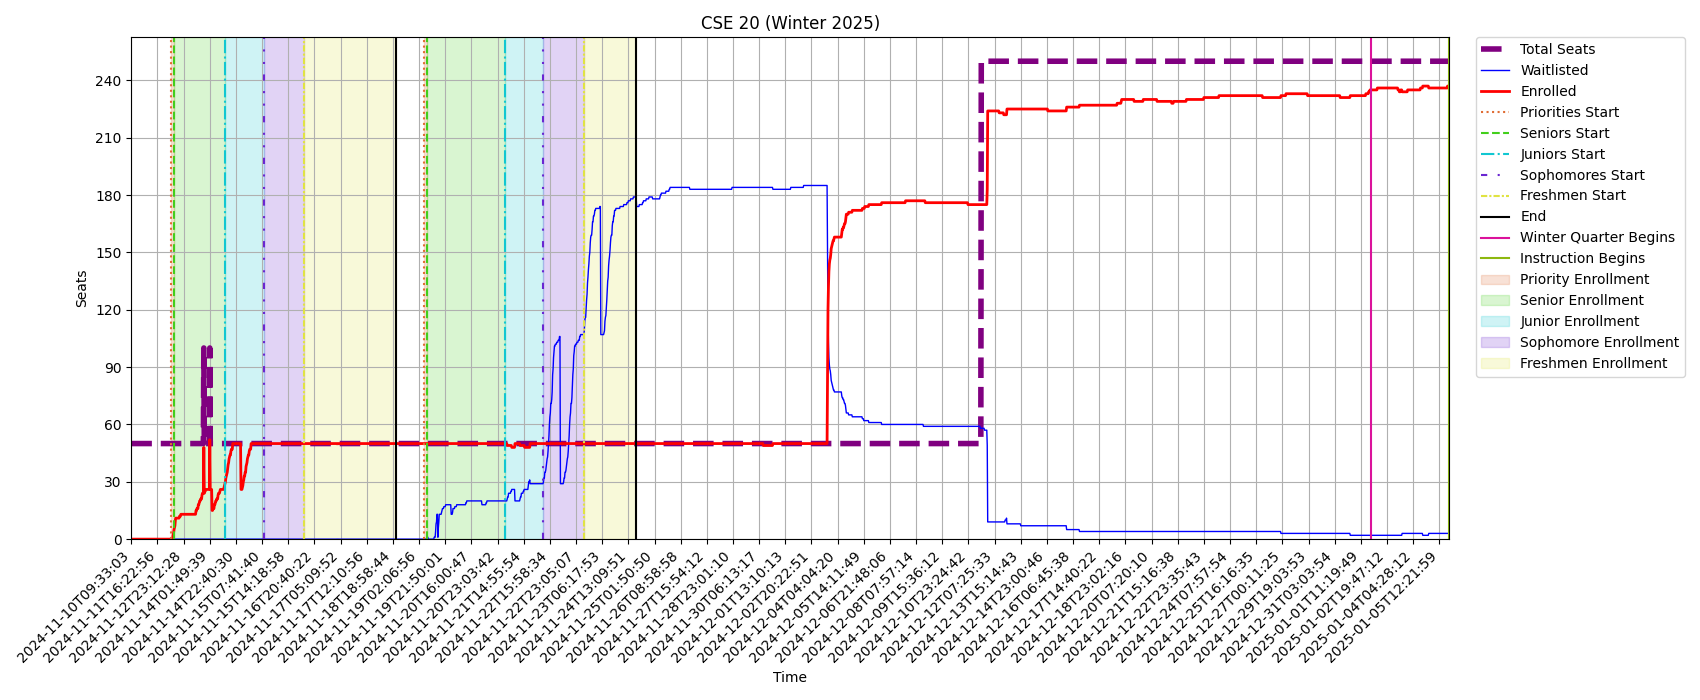 CSE 20 (Winter 2025)
Seats
240
210
180
150
120
90
60
30
0
2024-11-10T09:33:03
2024-11-11T16:22:56
2024-11-12T23:12:28
2024-11-14T01:49:39
2024-11-14T22:40:30
2024-11-15T07:41:40
2024-11-15T14:18:58
2024-11-16T10:40:22
2024-11-17T05:09:52
2024-11-17T12:10:56
2024-11-18T18:58:44
2024-11-19T02:06:56
2024-11-19T21:50:01
2024-11-20T16:00:47
2024-11-20T23:03:42
2024-11-21T14:55:54
2024-11-22T15:58:34
2024-11-22T23:05:07
2024-11-23T06:17:53
2024-11-24T13:09:51
2024-11-25T01:50:50
2024-11-26T08:58:58
2024-11-27T15:54:12
2024-11-28T23:01:10
2024-11-30T06:13:17
2024-12-01T13:10:13
2024-12-02T20:22:51
2024-12-05T04:04:20
2024-12-05T14:11:49
2024-12-06T21:48:06
2024-12-08T07:57:14
2024-12-09T15:36:12
2024-12-10T23:24:42
2024-12-12T07:25:33
2024-12-13T15:14:43
2024-12-14T23:00:46
2024-12-16T06:45:38
2024-12-17T14:40:22
2024-12-18T23:02:16
2024-12-20T07:20:10
2024-12-21T15:16:38
2024-12-22T23:35:43
2024-12-24T07:57:54
2024-12-25T16:16:35
2024-12-27T00:11:25
2024-12-29T19:03:53
2024-12-31T03:03:54
2025-01-01T11:19:49
2025-01-02T19:47:12
2025-01-04T04:28:12
2025-01-05T12:21:59
Time
Total Seats
Waitlisted
Enrolled
Priorities Start
Seniors Start
Juniors Start
Sophomores Start
Freshmen Start
End
Winter Quarter Begins
Instruction Begins
Priority Enrollment
Senior Enrollment
Junior Enrollment
Sophomore Enrollment
Freshmen Enrollment